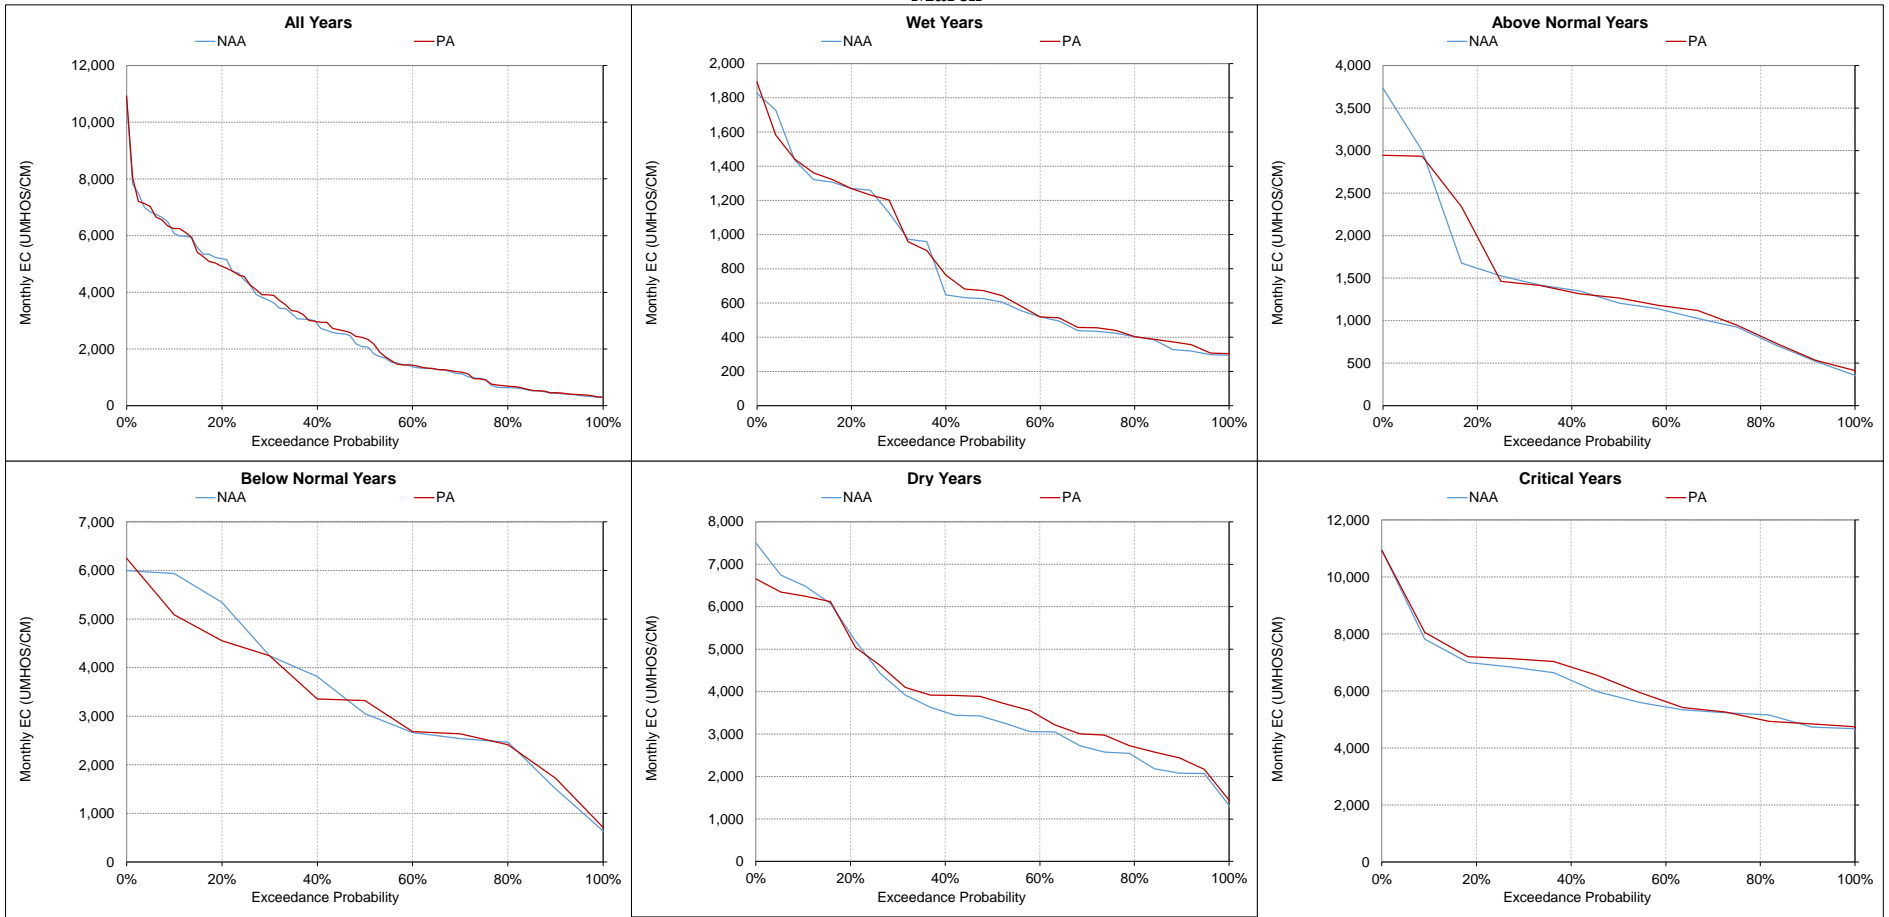 All Years
NAA PA
12,000
10,000
8,000
6,000
4,000
2,000
0
0% 20% 40% 60% 80% 100%
Monthly EC (UMHOS/CM)
Exceedance Probability
Wet Years
NAA PA
2,000
1,800
1,600
1,400
1,200
1,000
800
600
400
200
0
0% 20% 40% 60% 80% 100%
Monthly EC (UMHOS/CM)
Exceedance Probability
Above Normal Years
NAA PA
4,000
3,500
3,000
2,500
2,000
1,500
1,000
500
0
0% 20% 40% 60% 80% 100%
Monthly EC (UMHOS/CM)
Exceedance Probability
Below Normal Years
NAA PA
7,000
6,000
5,000
4,000
3,000
2,000
1,000
0
0% 20% 40% 60% 80% 100%
Monthly EC (UMHOS/CM)
Exceedance Probability
Dry Years
NAA PA
8,000
7,000
6,000
5,000
4,000
3,000
2,000
1,000
0
0% 20% 40% 60% 80% 100%
Monthly EC (UMHOS/CM)
Exceedance Probability
Critical Years
NAA PA
12,000
10,000
8,000
6,000
4,000
2,000
0
0% 20% 40% 60% 80% 100%
Monthly EC (UMHOS/CM)
Exceedance Probability